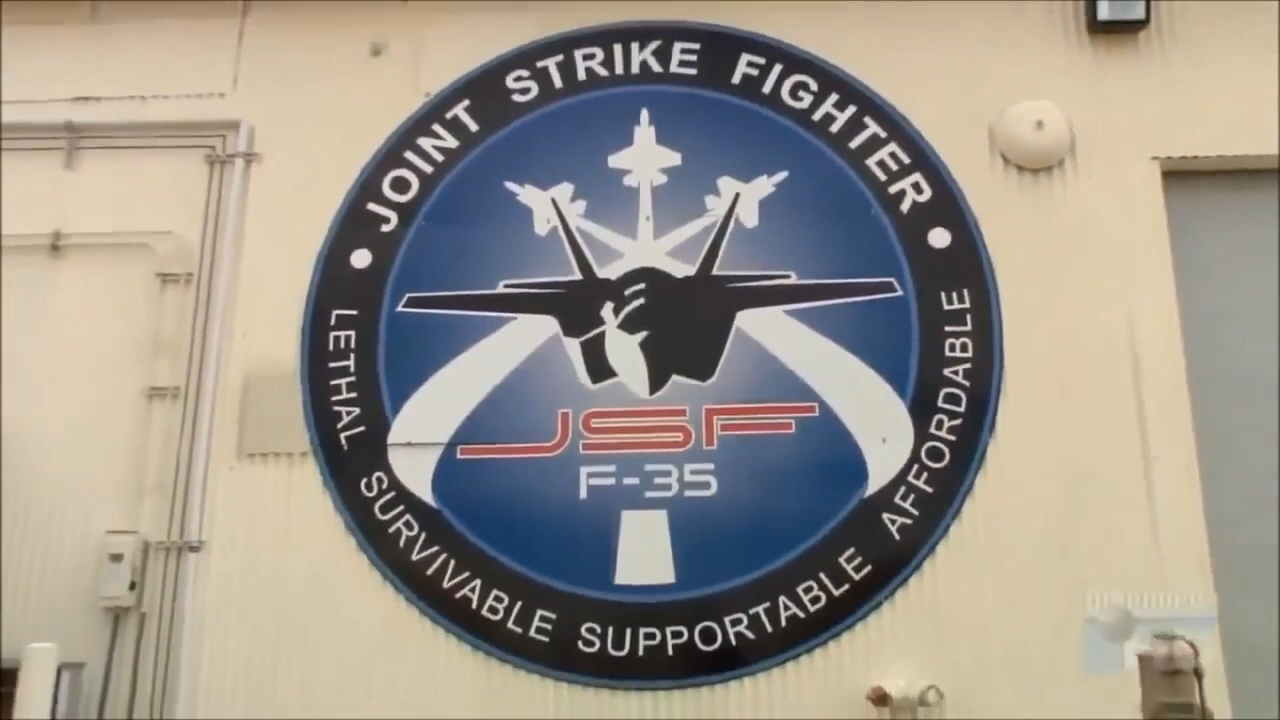 JOINT STRIKE FIGHTER
JSF
F-35
LETHAL SURVIVABLE SUPPORTABLE AFFORDABLE